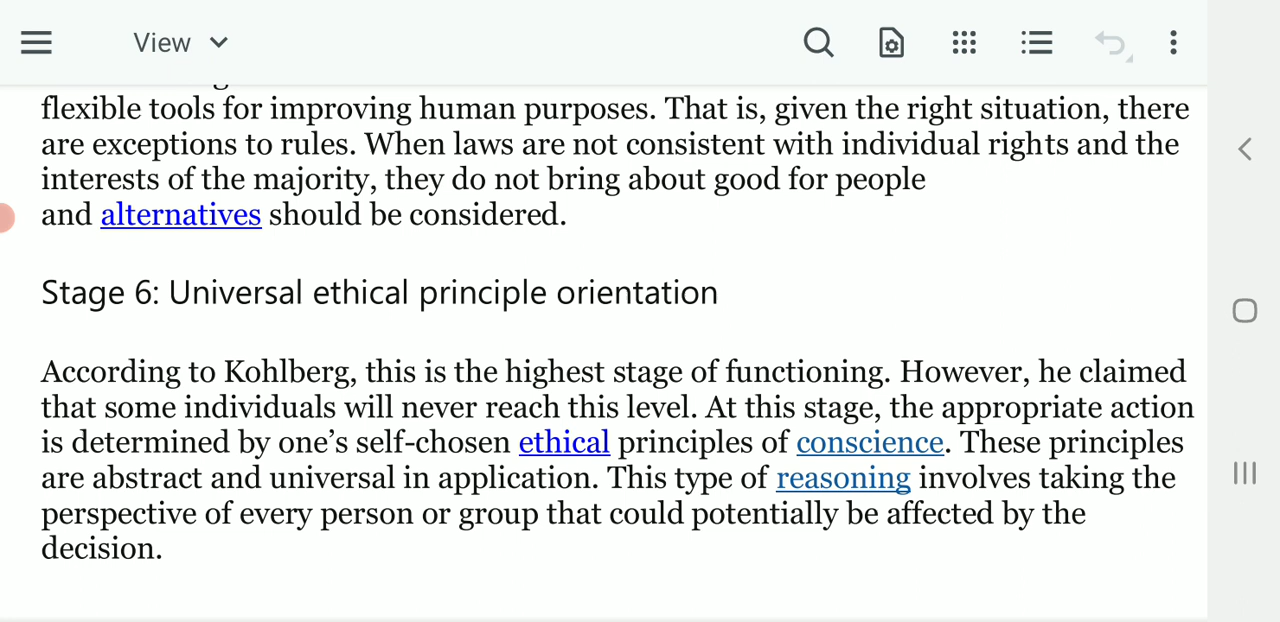 View
flexible tools for improving human purposes. That is, given the right situation, there
are exceptions to rules. When laws are not consistent with individual rights and the
interests of the majority, they do not bring about good for people
and alternatives should be considered.
Stage 6: Universal ethical principle orientation
According to Kohlberg, this is the highest stage of functioning. However, he claimed
that some individuals will never reach this level. At this stage, the appropriate action
is determined by one’s self-chosen ethical principles of conscience. These principles
are abstract and universal in application. This type of reasoning involves taking the
perspective of every person or group that could potentially be affected by the
decision.